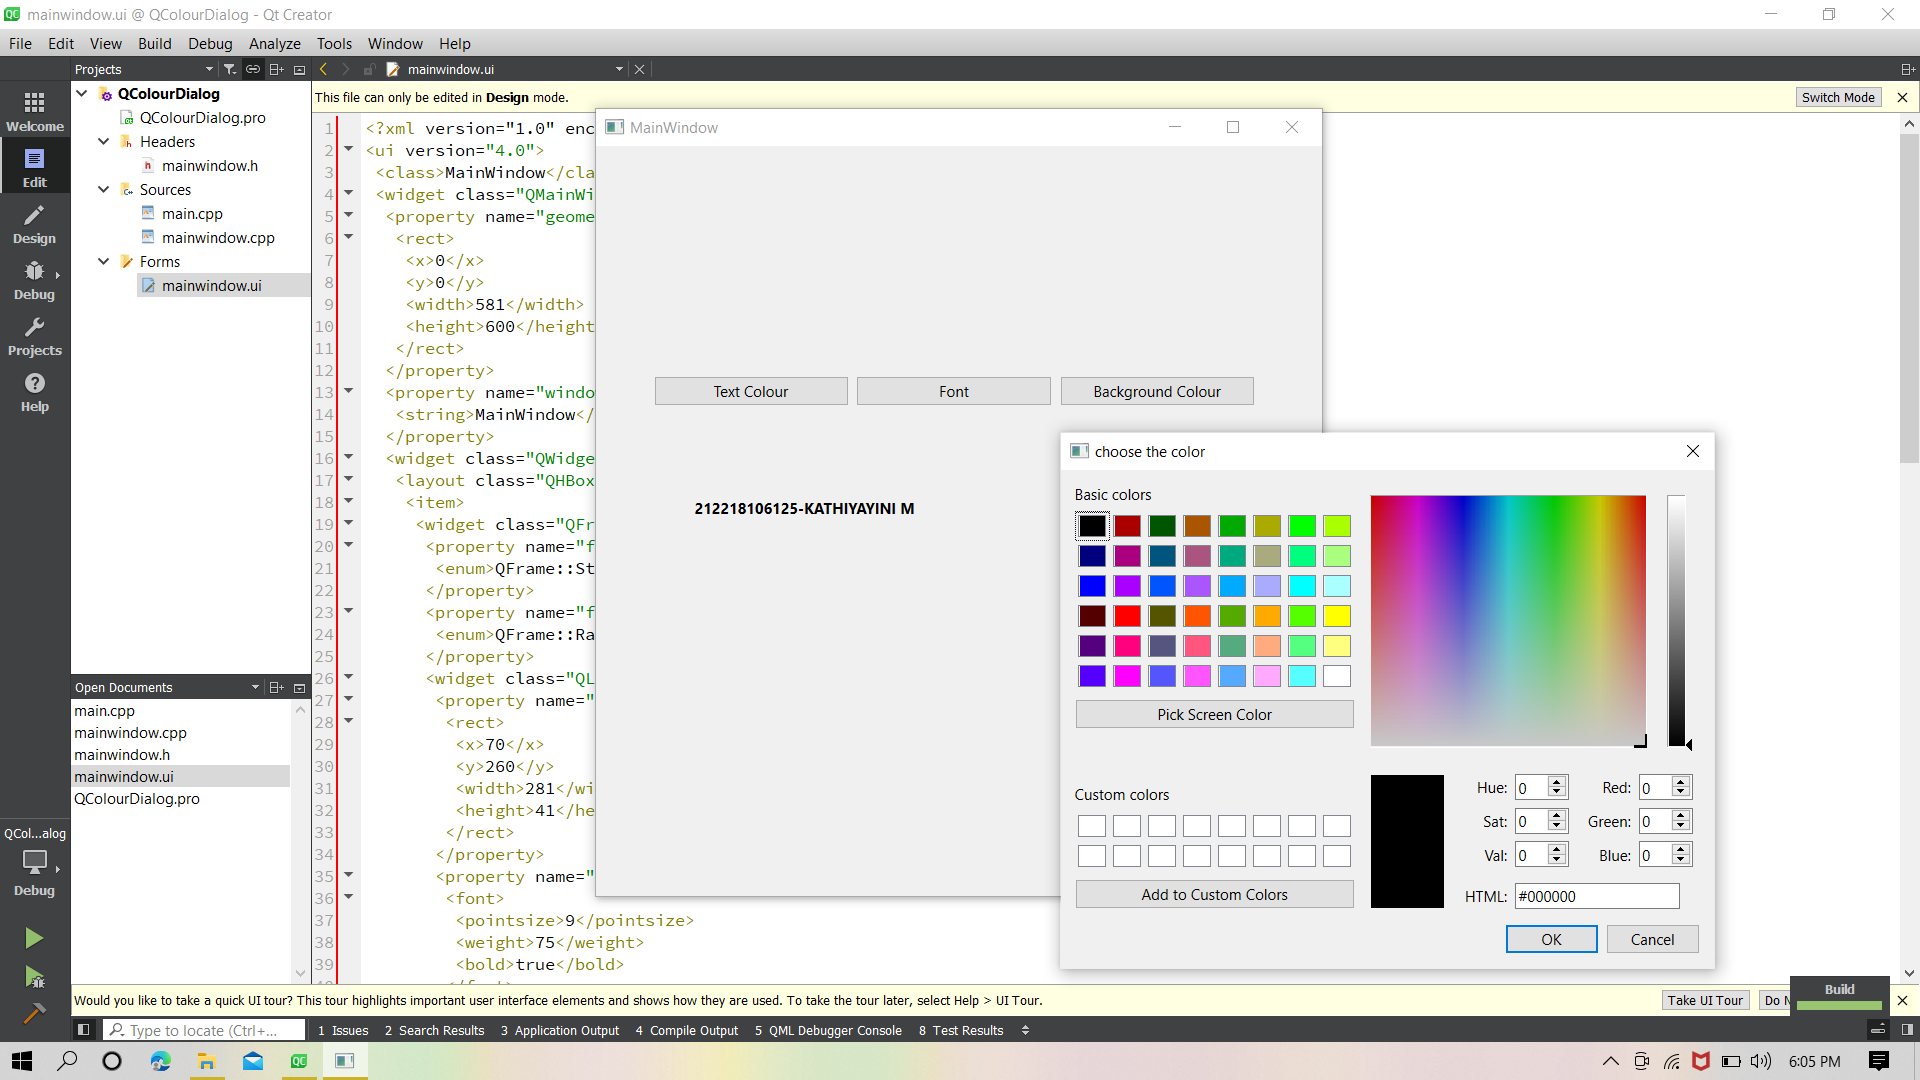 mainwindow.ui @ QColourDialog - Qt Creator
File Edit View Build Debug Analyze Tools Window Help
Projects
mainwindow.ui
This file can only be edited in Design mode.
Switch Mode
Welcome
Edit
Design
Debug
Projects
Help
QColourDialog
QColourDialog.pro
Headers
mainwindow.h
Sources
main.cpp
mainwindow.cpp
Forms
mainwindow.ui
Open Documents
main.cpp
mainwindow.cpp
mainwindow.h
mainwindow.ui
QColourDialog.pro
QCol...alog
Debug
1 <?xml version="1.0" enc
2 <ui version="4.0">
3 <class>MainWindow</cla
4 <widget class="QMainWi
5 <property name="geome
6 <rect>
7 <x>0</x>
8 <y>0</y>
9 <width>581</width>
10 <height>600</height
11 </rect>
12 </property>
13 <property name="windo
14 <string>MainWindow</
15 </property>
16 <widget class="QWidge
17 <layout class="QHBox
18 <item>
19 <widget class="QFr
20 <property name="f
21 <enum>QFrame::St
22 </property>
23 <property name="f
24 <enum>QFrame::Ra
25 </property>
26 <widget class="QL
27 <property name="
28 <rect>
29 <x>70</x>
30 <y>260</y>
31 <width>281</wi
32 <height>41</he
33 </rect>
34 </property>
35 <property name="
36 <font>
37 <pointsize>9</pointsize>
38 <weight>75</weight>
39 <bold>true</bold>
MainWindow
Text Colour
Font
Background Colour
212218106125-KATHIYAYINI M
choose the color
Basic colors
Pick Screen Color
Custom colors
Add to Custom Colors
Hue: 0 Red: 0
Sat: 0 Green: 0
Val: 0 Blue: 0
HTML: #000000
OK Cancel
Would you like to take a quick UI tour? This tour highlights important user interface elements and shows how they are used. To take the tour later, select Help > UI Tour.
Take UI Tour
Do N
Build
Type to locate (Ctrl+...
1 Issues 2 Search Results 3 Application Output 4 Compile Output 5 QML Debugger Console 8 Test Results
6:05 PM